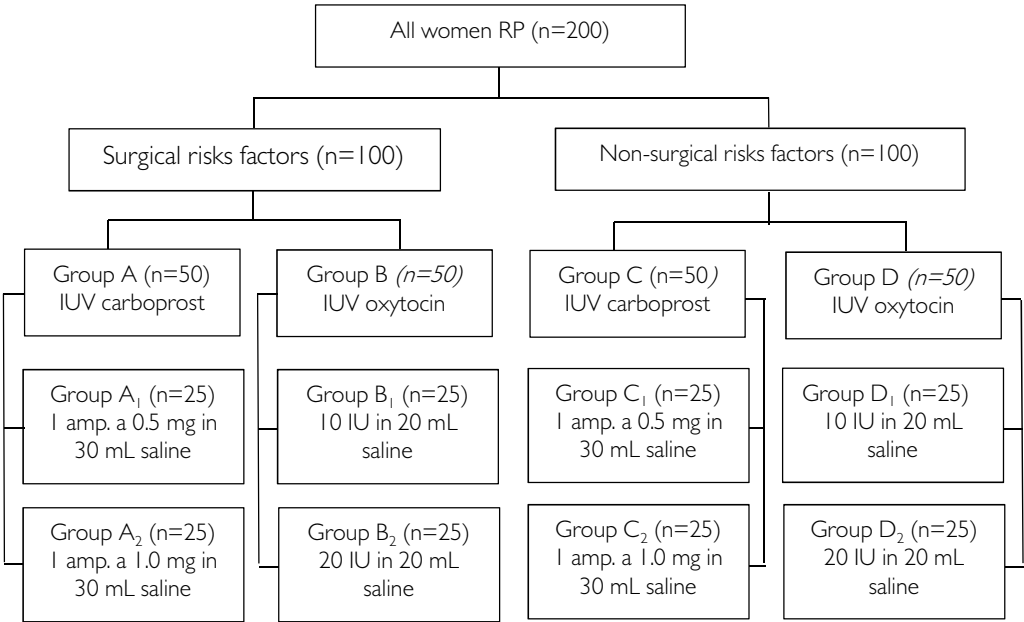 All women RP (n=200)
Surgical risks factors (n=100)
Non-surgical risks factors (n=100)
Group A (n=50)
IUV carboprost
Group B (n=50)
IUV oxytocin
Group C (n=50)
IUV carboprost
Group D (n=50)
IUV oxytocin
Group A₁ (n=25)
1 amp. a 0.5 mg in
30 mL saline
Group B₁ (n=25)
10 IU in 20 mL
saline
Group C₁ (n=25)
1 amp. a 0.5 mg in
30 mL saline
Group D₁ (n=25)
10 IU in 20 mL
saline
Group A₂ (n=25)
1 amp. a 1.0 mg in
30 mL saline
Group B₂ (n=25)
20 IU in 20 mL
saline
Group C₂ (n=25)
1 amp. a 1.0 mg in
30 mL saline
Group D₂ (n=25)
20 IU in 20 mL
saline